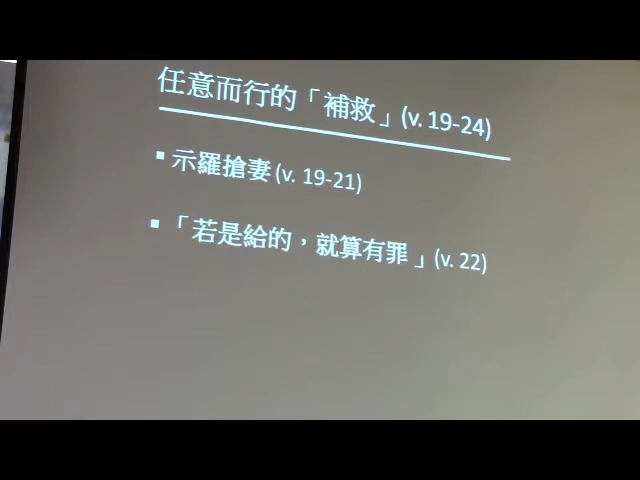 任意而行的「補救」(v. 19-24)
▪ 示羅搶妻 (v. 19-21)
▪ 「若是給的，就算有罪」(v. 22)